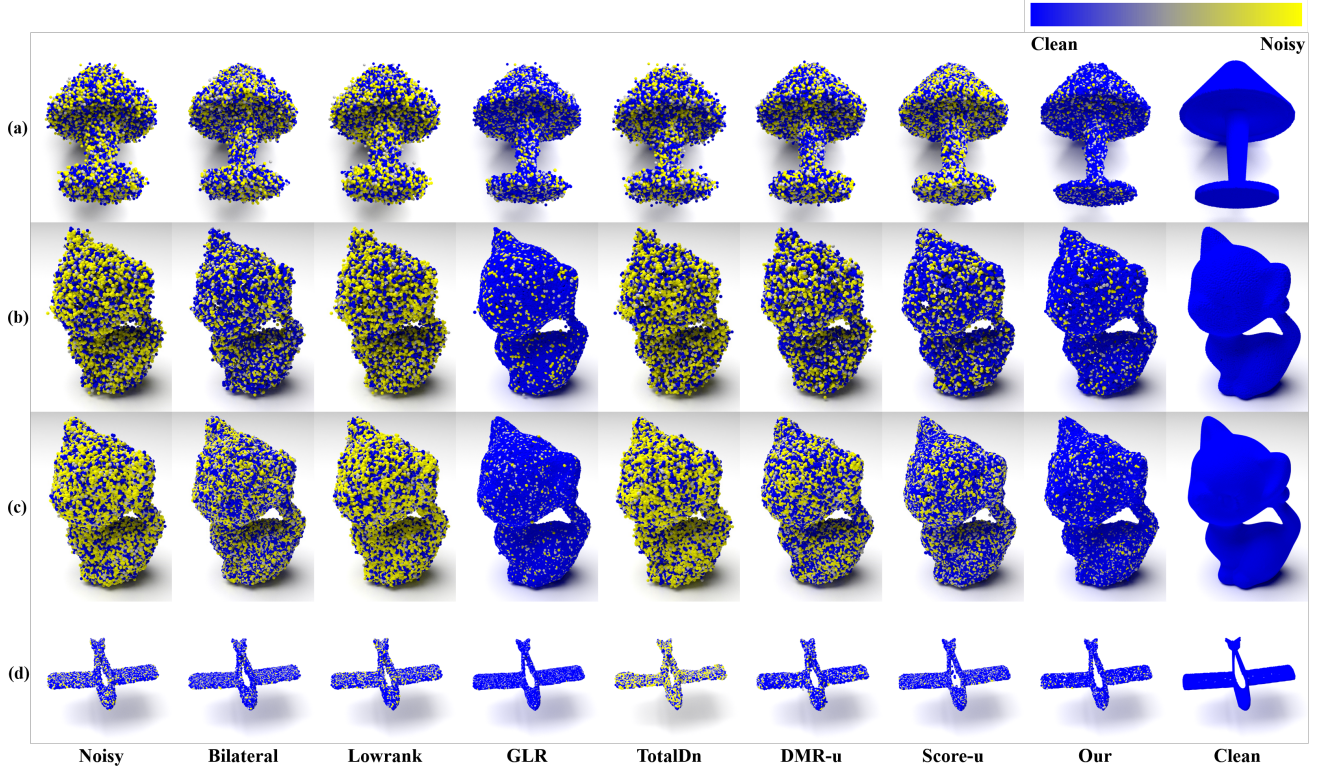 Clean Noisy
(a)
(b)
(c)
(d)
Noisy Bilateral Lowrank GLR TotalDn DMR-u Score-u Our Clean